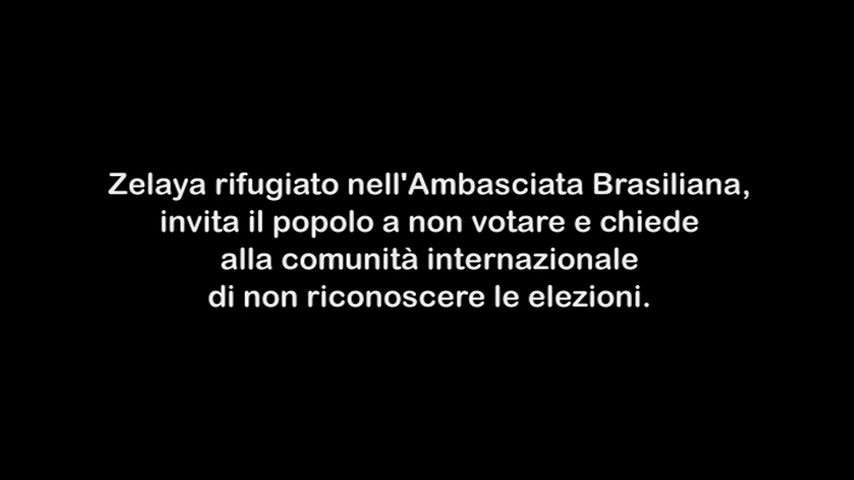 Zelaya rifugiato nell'Ambasciata Brasiliana,
invita il popolo a non votare e chiede
alla comunità internazionale
di non riconoscere le elezioni.